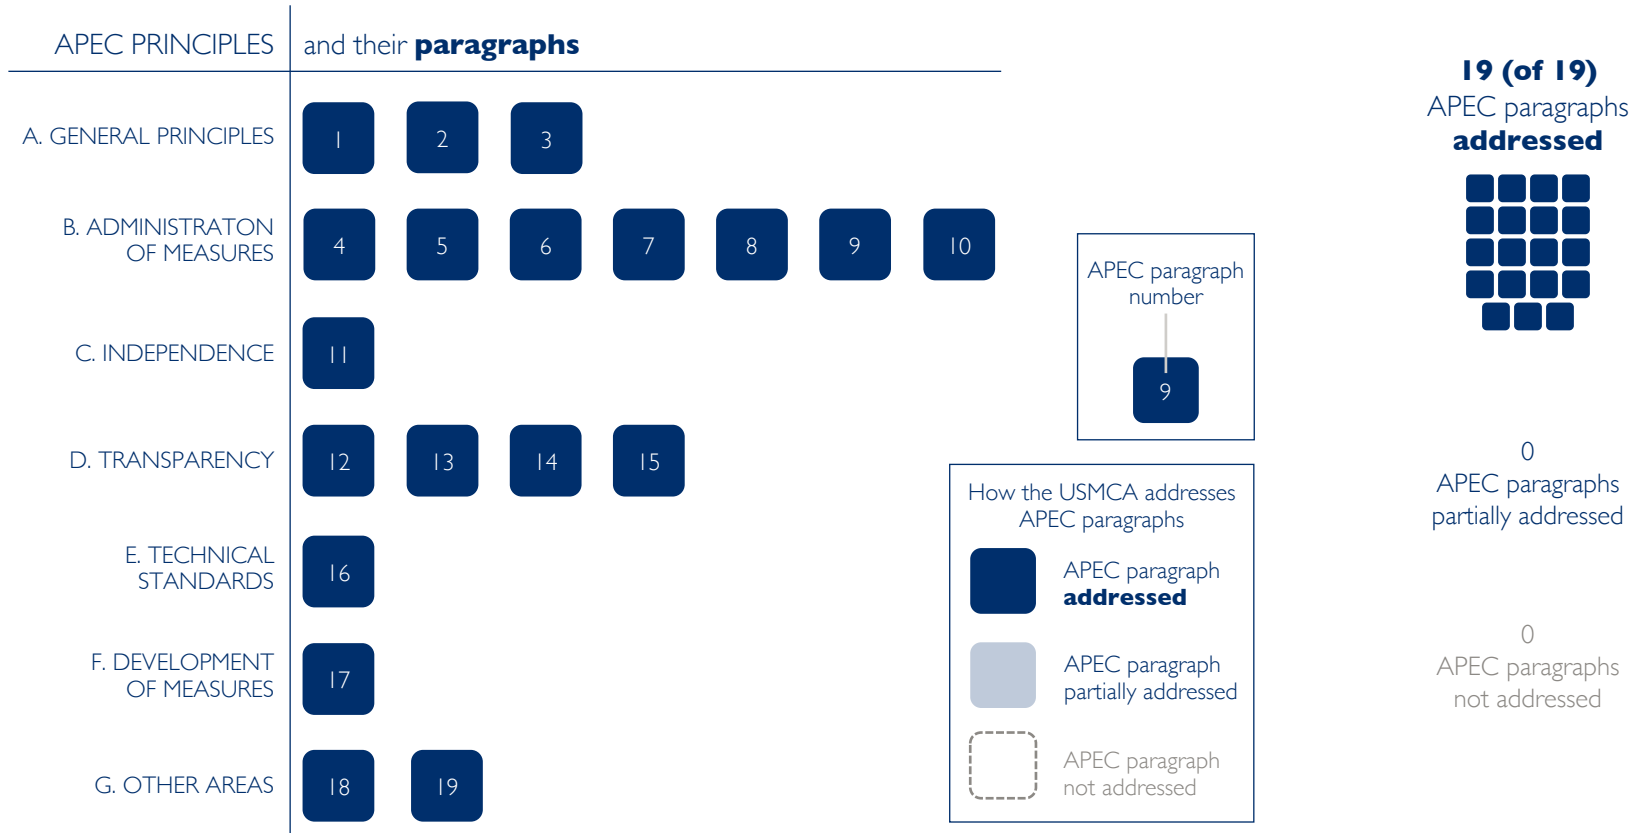 APEC PRINCIPLES
and their paragraphs
A. GENERAL PRINCIPLES
1 2 3
B. ADMINISTRATON
OF MEASURES
4 5 6 7 8 9 10
C. INDEPENDENCE
11
D. TRANSPARENCY
12 13 14 15
E. TECHNICAL
STANDARDS
16
F. DEVELOPMENT
OF MEASURES
17
G. OTHER AREAS
18 19
APEC paragraph
number
9
How the USMCA addresses
APEC paragraphs
APEC paragraph
addressed
APEC paragraph
partially addressed
APEC paragraph
not addressed
19 (of 19)
APEC paragraphs
addressed
0
APEC paragraphs
partially addressed
0
APEC paragraphs
not addressed